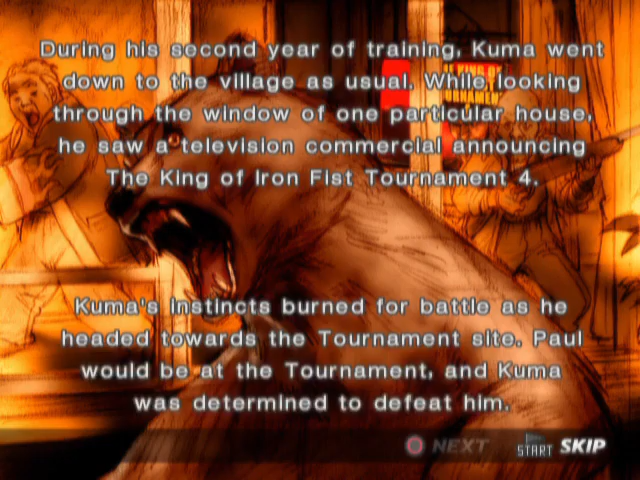 During his second year of training, Kuma went
down to the village as usual. While looking
through the window of one particular house,
he saw a television commercial announcing
The King of Iron Fist Tournament 4.
Kuma's instincts burned for battle as he
headed towards the Tournament site. Paul
would be at the Tournament, and Kuma
was determined to defeat him.
NEXT START SKIP